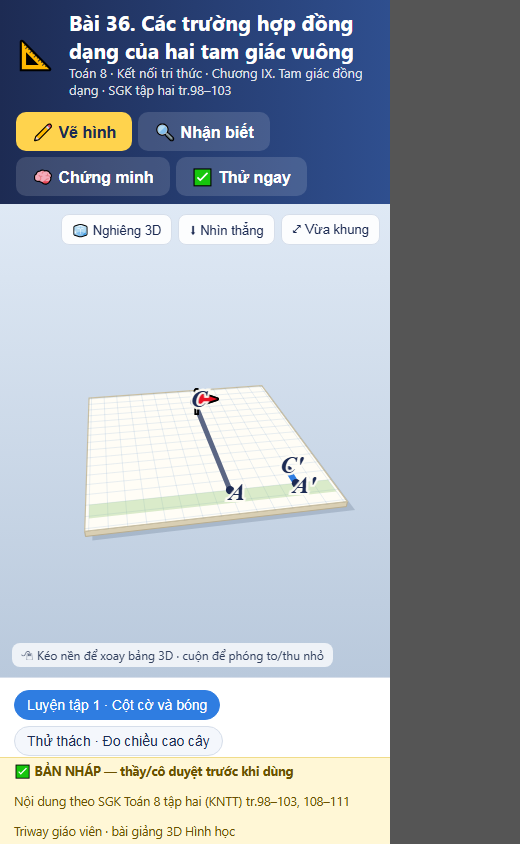 Bài 36. Các trường hợp đồng
dạng của hai tam giác vuông
Toán 8 · Kết nối tri thức · Chương IX. Tam giác đồng
dạng · SGK tập hai tr.98–103
Vẽ hình
Nhận biết
Chứng minh
Thử ngay
Nghiêng 3D
Nhìn thẳng
Vừa khung
C
A
C'
A'
Kéo nền để xoay bảng 3D · cuộn để phóng to/thu nhỏ
Luyện tập 1 · Cột cờ và bóng
Thử thách · Đo chiều cao cây
BẢN NHÁP — thầy/cô duyệt trước khi dùng
Nội dung theo SGK Toán 8 tập hai (KNTT) tr.98–103, 108–111
Triway giáo viên · bài giảng 3D Hình học